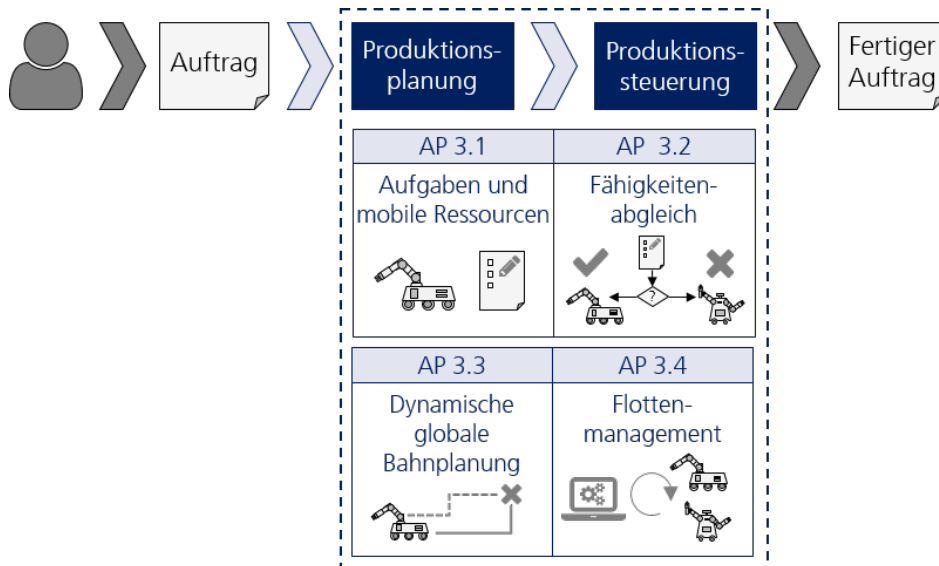 Auftrag
Produktions-
planung
Produktions-
steuerung
Fertiger
Auftrag
AP 3.1
AP 3.2
Aufgaben und
mobile Ressourcen
Fähigkeiten-
abgleich
?
AP 3.3
AP 3.4
Dynamische
globale
Bahnplanung
Flotten-
management